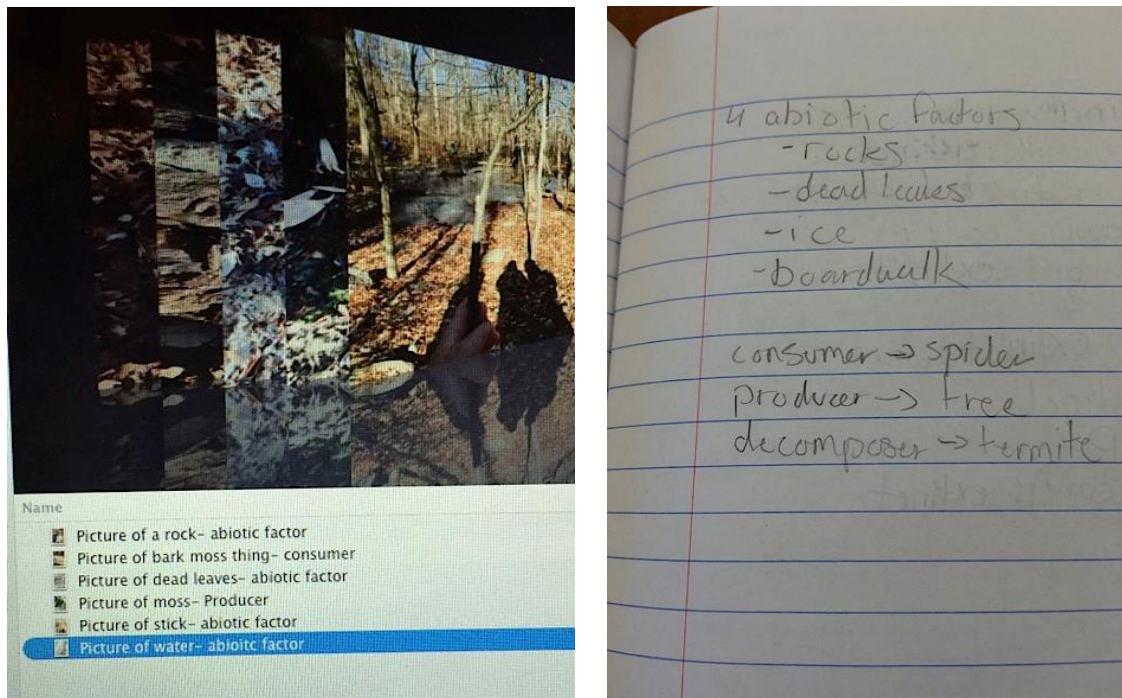 Name
Picture of a rock- abiotic factor
Picture of bark moss thing- consumer
Picture of dead leaves- abiotic factor
Picture of moss- Producer
Picture of stick- abiotic factor
Picture of water- abioitc factor
4 abiotic factors
-rocks
-dead leaves
-ice
-boardwalk
consumer → spider
producer → tree
decomposer → termite